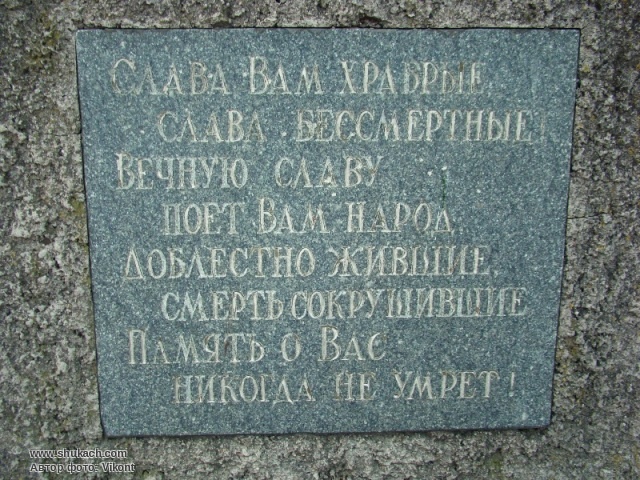 Слава Вам храбрые,
слава бессмертные!
Вечную славу
поет Вам народ.
Доблестно жившие,
смерть сокрушившие
Память о Вас
никогда не умрет!
www.shukach.com
Автор фото: Vikont